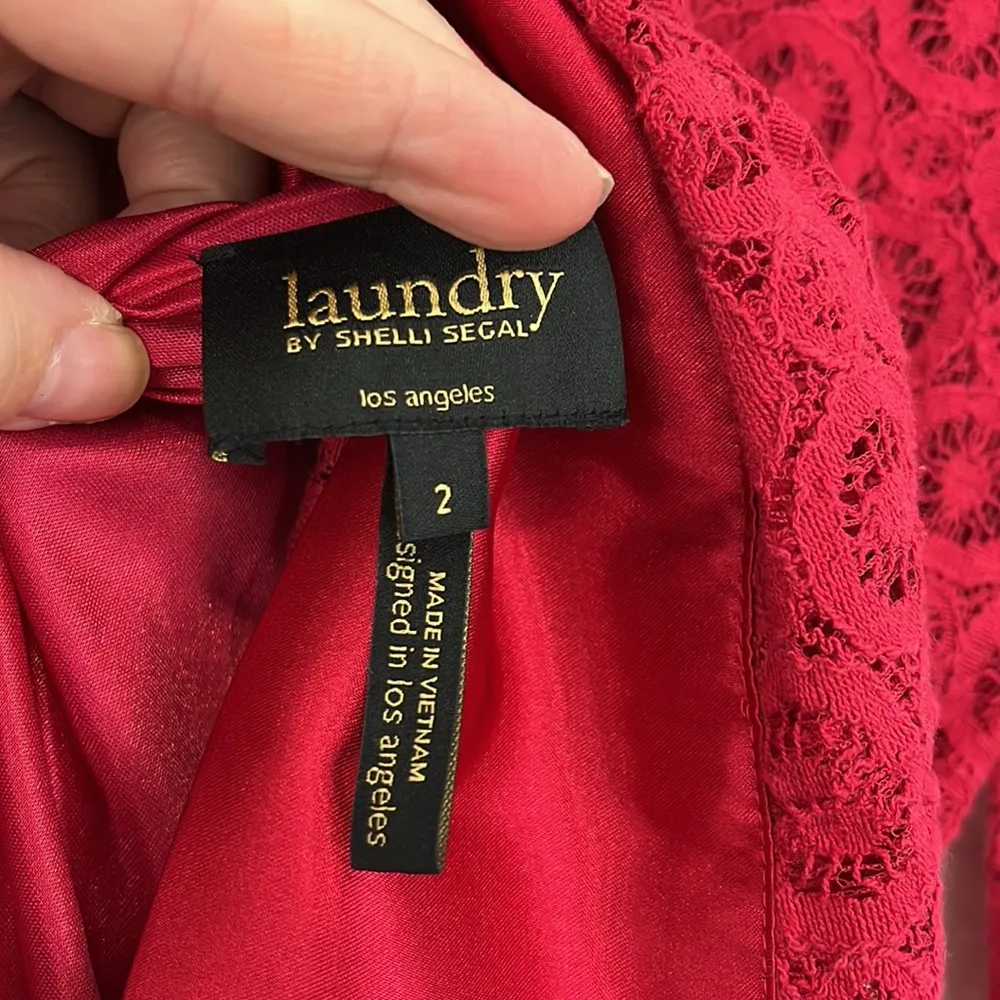 laundry
BY SHELLI SEGAL
los angeles
2
MADE IN VIETNAM
signed in los angeles